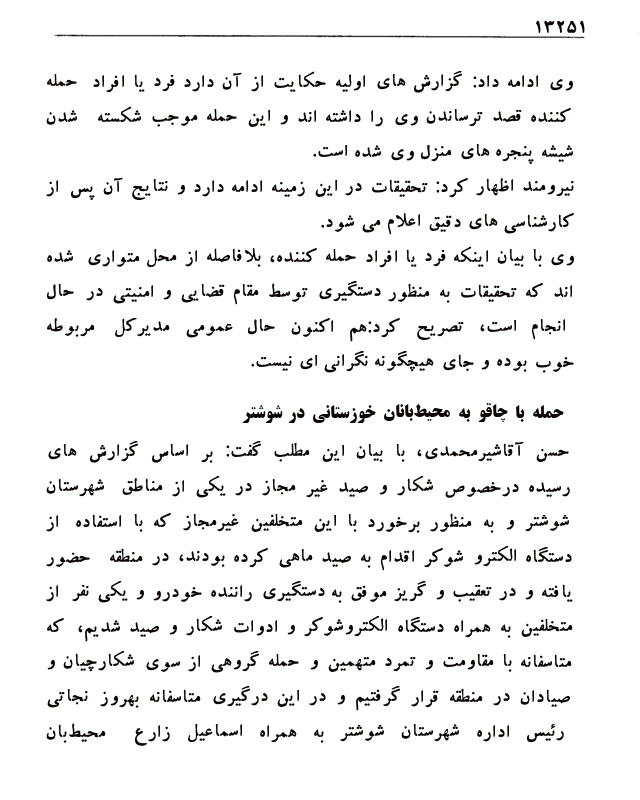 ۱۳۲۵۱
وی ادامه داد: گزارش های اولیه حکایت از آن دارد فرد یا افراد حمله
کننده قصد ترساندن وی را داشته اند و این حمله موجب شکسته شدن
شیشه پنجره های منزل وی شده است.
نیرومند اظهار کرد: تحقیقات در این زمینه ادامه دارد و نتایج آن پس از
کارشناسی های دقیق اعلام می شود.
وی با بیان اینکه فرد یا افراد حمله کننده، بلافاصله از محل متواری شده
اند که تحقیقات به منظور دستگیری توسط مقام قضایی و امنیتی در حال
انجام است، تصریح کرد:هم اکنون حال عمومی مدیرکل مربوطه
خوب بوده و جای هیچگونه نگرانی ای نیست.
حمله با چاقو به محیط‌بانان خوزستانی در شوشتر
حسن آقاشیرمحمدی، با بیان این مطلب گفت: بر اساس گزارش های
رسیده درخصوص شکار و صید غیر مجاز در یکی از مناطق شهرستان
شوشتر و به منظور برخورد با این متخلفین غیرمجاز که با استفاده از
دستگاه الکترو شوکر اقدام به صید ماهی کرده بودند، در منطقه حضور
یافته و در تعقیب و گریز موفق به دستگیری راننده خودرو و یکی نفر از
متخلفین به همراه دستگاه الکتروشوکر و ادوات شکار و صید شدیم، که
متاسفانه با مقاومت و تمرد متهمین و حمله گروهی از سوی شکارچیان و
صیادان در منطقه قرار گرفتیم و در این درگیری متاسفانه بهروز نجاتی
رئیس اداره شهرستان شوشتر به همراه اسماعیل زارع محیط‌بان